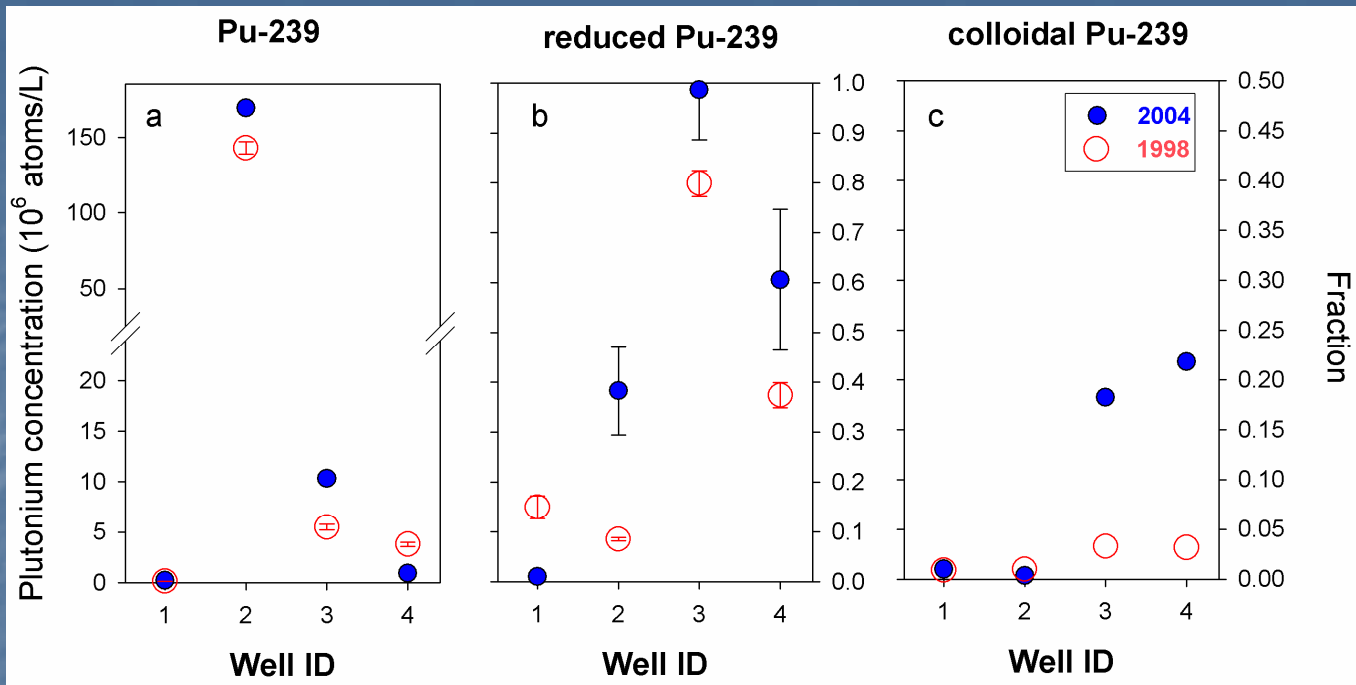 Pu-239
reduced Pu-239
colloidal Pu-239
Plutonium concentration (10⁶ atoms/L)
a
150
100
50
20
15
10
5
0
1 2 3 4
Well ID
b
1.0
0.9
0.8
0.7
0.6
0.5
0.4
0.3
0.2
0.1
0.0
1 2 3 4
Well ID
c
2004
1998
0.50
0.45
0.40
0.35
0.30
0.25
0.20
0.15
0.10
0.05
0.00
1 2 3 4
Well ID
Fraction